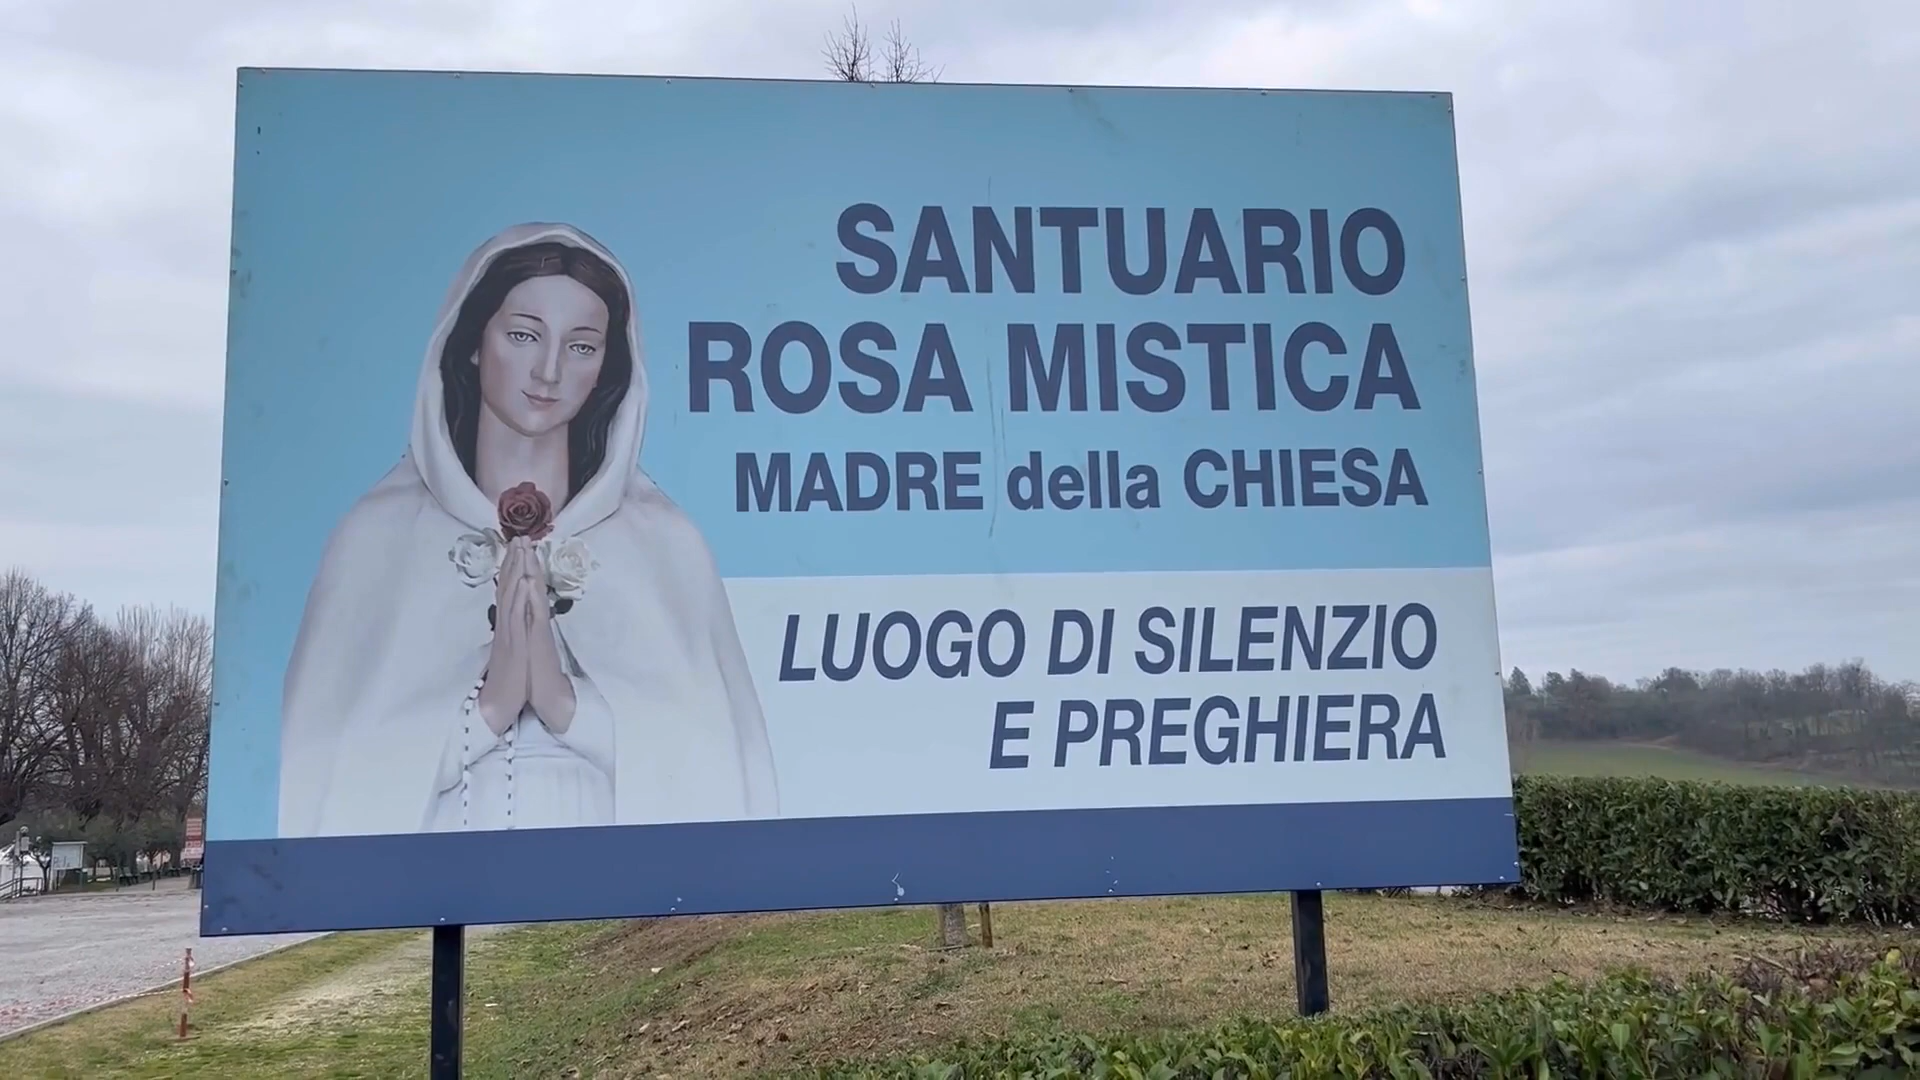 SANTUARIO
ROSA MISTICA
MADRE della CHIESA
LUOGO DI SILENZIO
E PREGHIERA